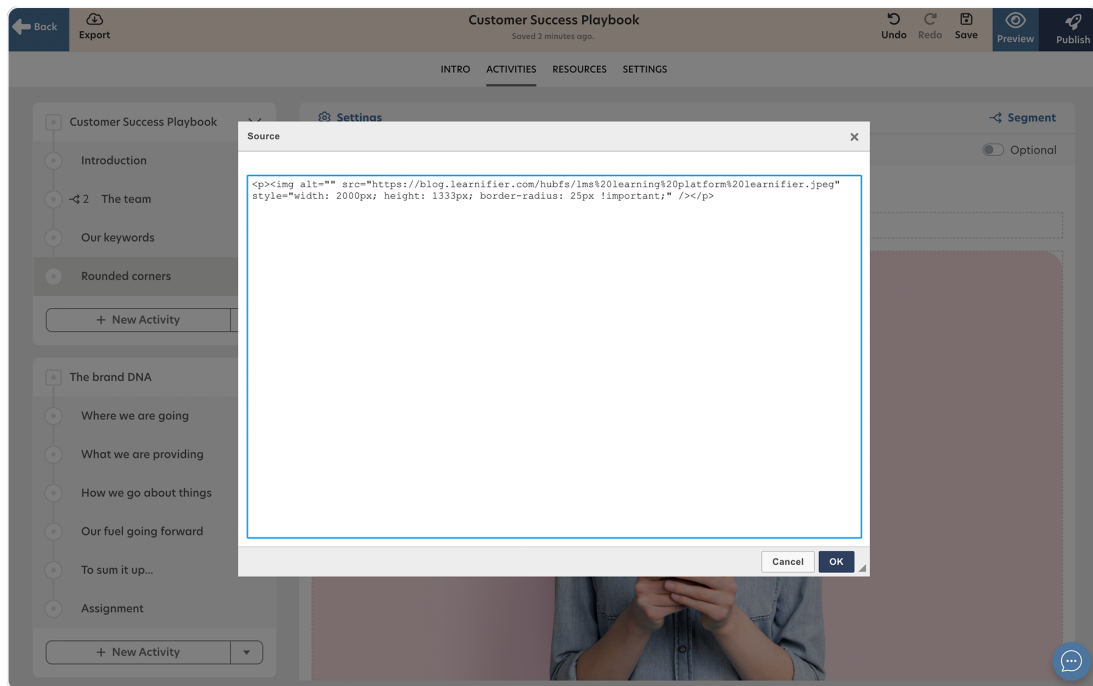 Back
Export
Customer Success Playbook
Saved 2 minutes ago.
Undo
Redo
Save
Preview
Publish
INTRO
ACTIVITIES
RESOURCES
SETTINGS
Customer Success Playbook
Introduction
2 The team
Our keywords
Rounded corners
+ New Activity
The brand DNA
Where we are going
What we are providing
How we go about things
Our fuel going forward
To sum it up...
Assignment
+ New Activity
Settings
Segment
Optional
Source
<p><img alt="" src="https://blog.learnifier.com/hubfs/lms%20learning%20platform%20learnifier.jpeg"
style="width: 2000px; height: 1333px; border-radius: 25px !important;" /></p>
Cancel
OK